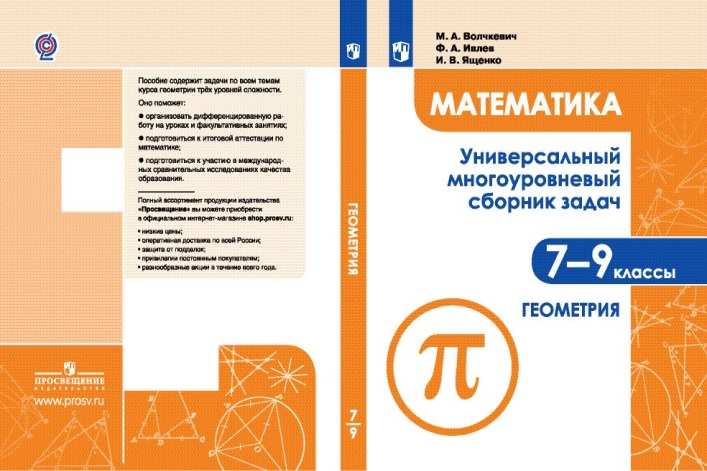 Пособие содержит задачи по всем темам
курса геометрии трёх уровней сложности.
Оно поможет:
● организовать дифференцированную ра-
боту на уроках и факультативных занятиях;
● подготовиться к итоговой аттестации по
математике;
● подготовиться к участию в международ-
ных сравнительных исследованиях качества
образования.
Полный ассортимент продукции издательства
«Просвещение» вы можете приобрести
в официальном интернет-магазине shop.prosv.ru:
• низкие цены;
• оперативная доставка по всей России;
• защита от подделок;
• привилегии постоянным покупателям;
• разнообразные акции в течение всего года.
ПРОСВЕЩЕНИЕ
ИЗДАТЕЛЬСТВО
www.prosv.ru
ГЕОМЕТРИЯ
7
9
М. А. Волчкевич
Ф. А. Ивлев
И. В. Ященко
МАТЕМАТИКА
Универсальный
многоуровневый
сборник задач
7–9 классы
ГЕОМЕТРИЯ
π